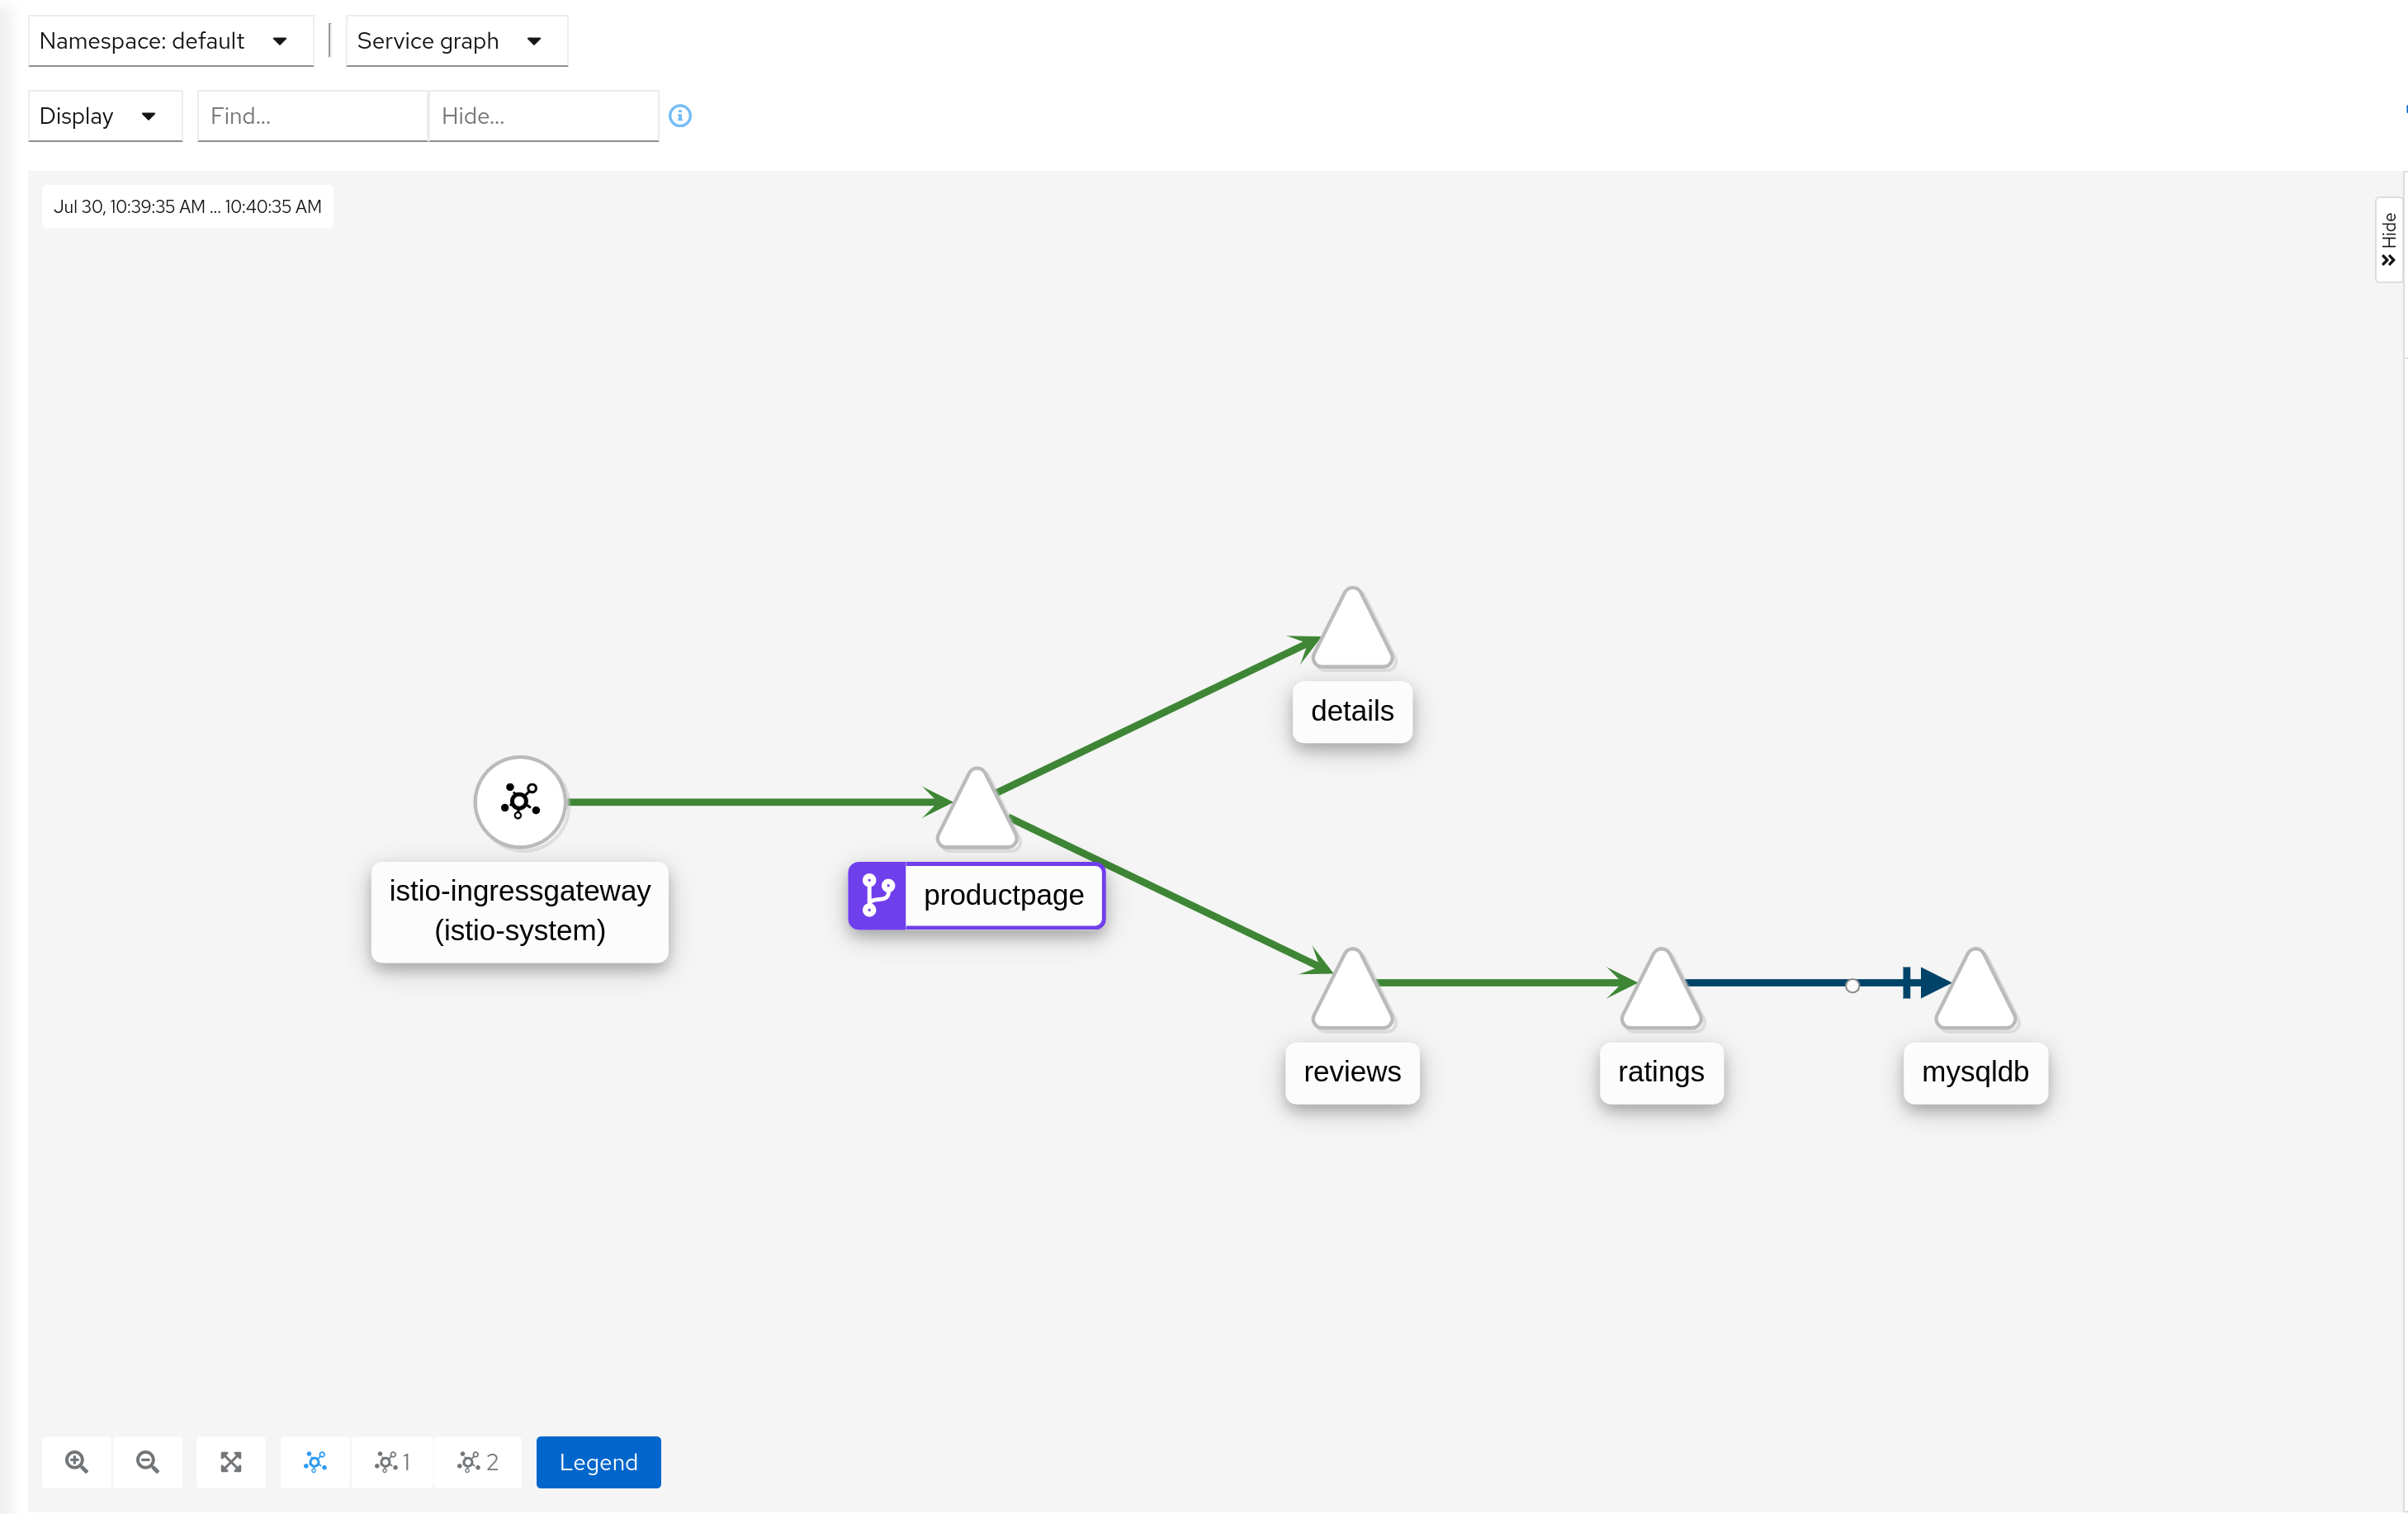 Namespace: default
Service graph
Display
Find...
Hide...
Jul 30, 10:39:35 AM ... 10:40:35 AM
Hide
details
istio-ingressgateway
(istio-system)
productpage
reviews
ratings
mysqldb
1
2
Legend